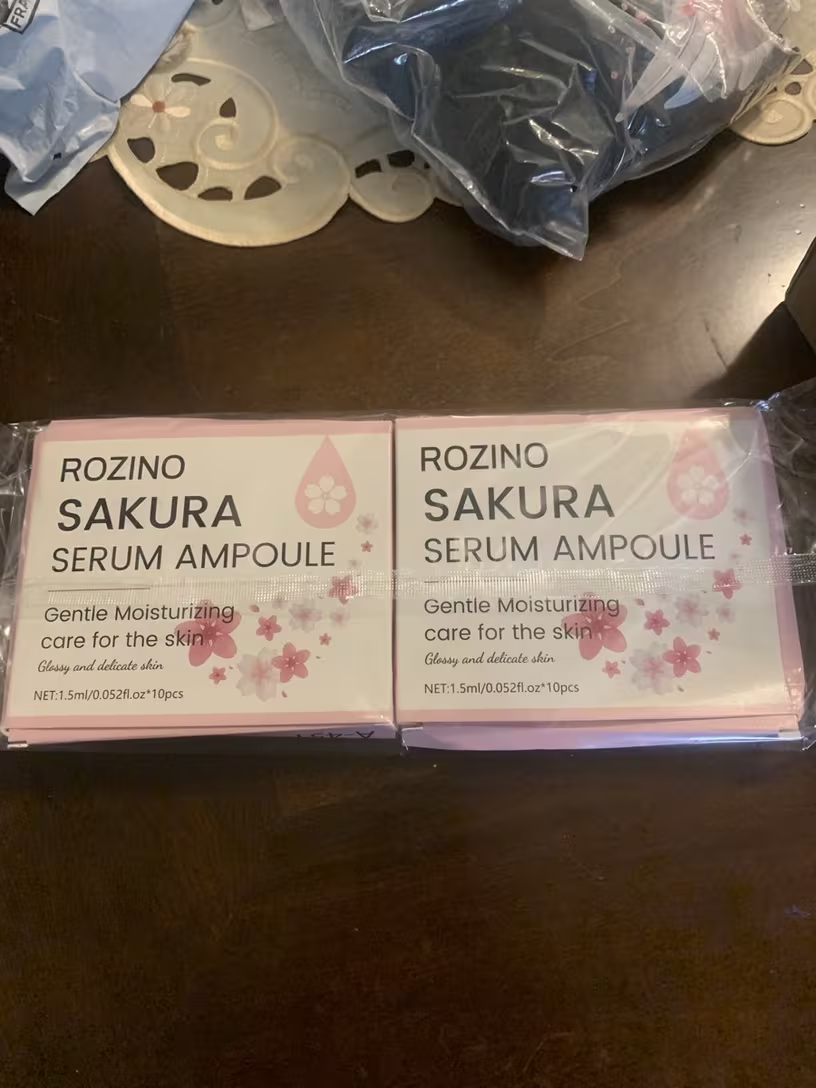 ROZINO
SAKURA
SERUM AMPOULE
Gentle Moisturizing
care for the skin
Glossy and delicate skin
NET:1.5ml/0.052fl.oz*10pcs
ROZINO
SAKURA
SERUM AMPOULE
Gentle Moisturizing
care for the skin
Glossy and delicate skin
NET:1.5ml/0.052fl.oz*10pcs